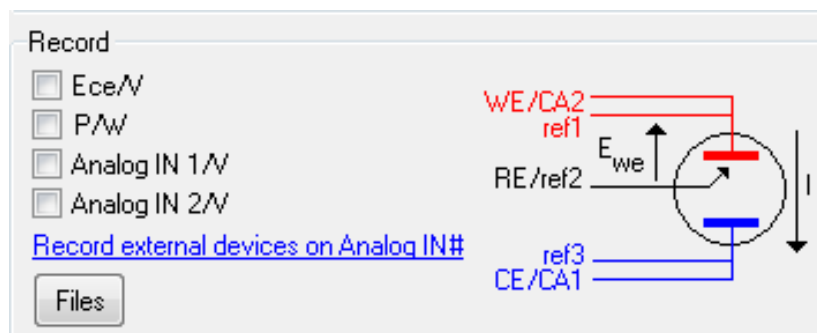 Record
Ece/V
P/W
Analog IN 1/V
Analog IN 2/V
Record external devices on Analog IN#
Files
WE/CA2
ref1
Ewe
RE/ref2
I
ref3
CE/CA1